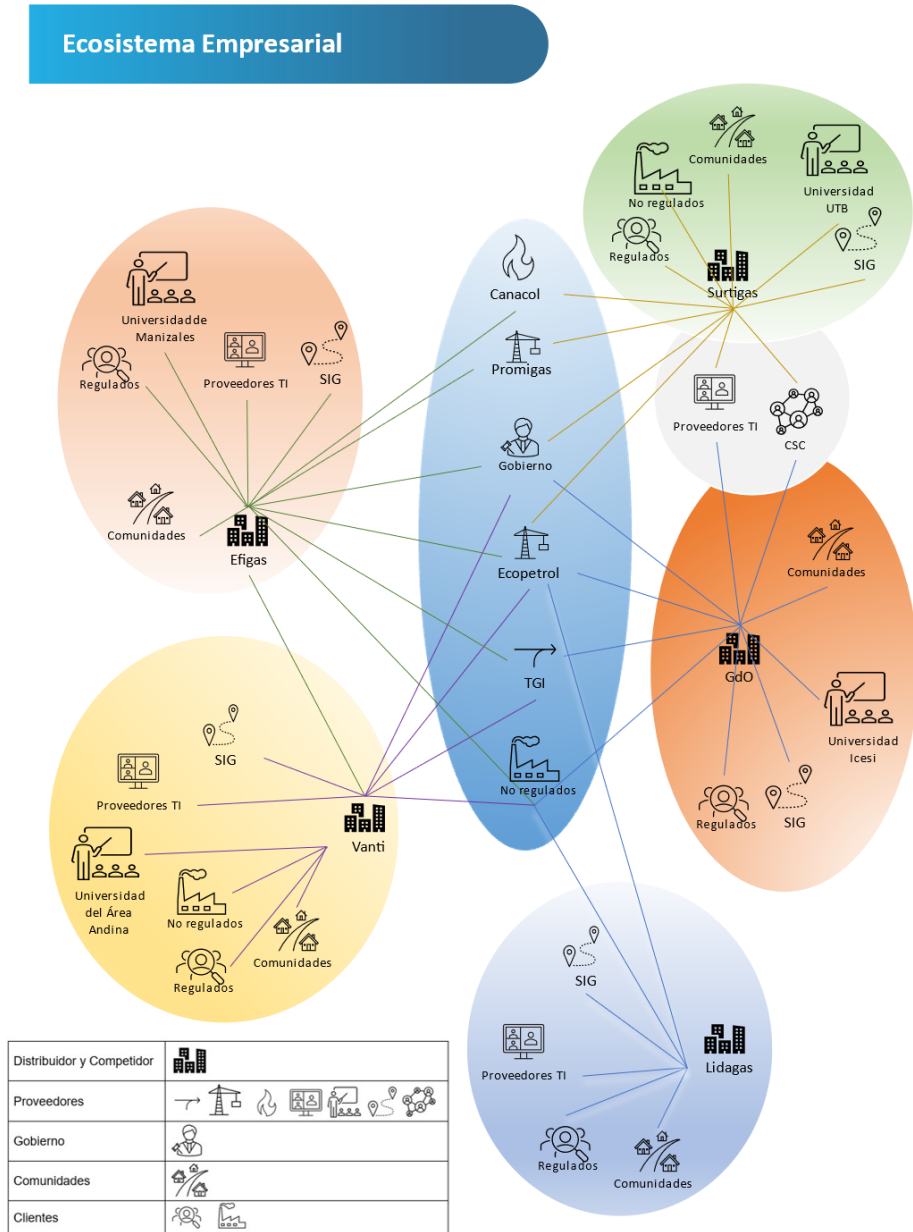 Ecosistema Empresarial
Comunidades
No regulados
Universidad
UTB
Regulados
SIG
Surtigas
Canacol
Promigas
Gobierno
Ecopetrol
TGI
No regulados
Universidad de
Manizales
Regulados
Proveedores TI
SIG
Comunidades
Efigas
Proveedores TI
CSC
Comunidades
GdO
Universidad
Icesi
Regulados
SIG
SIG
Proveedores TI
Vanti
Universidad
del Área
Andina
No regulados
Regulados
Comunidades
SIG
Proveedores TI
Lidagas
Regulados
Comunidades
Distribuidor y Competidor
Proveedores
Gobierno
Comunidades
Clientes